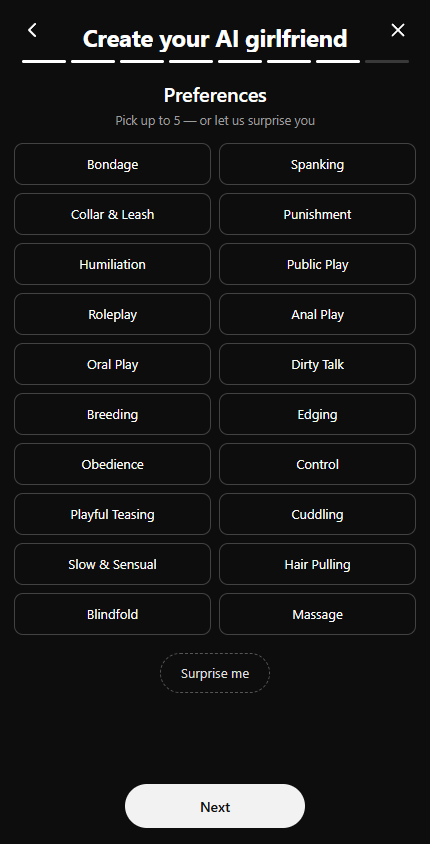 Create your AI girlfriend
Preferences
Pick up to 5 — or let us surprise you
Bondage
Spanking
Collar & Leash
Punishment
Humiliation
Public Play
Roleplay
Anal Play
Oral Play
Dirty Talk
Breeding
Edging
Obedience
Control
Playful Teasing
Cuddling
Slow & Sensual
Hair Pulling
Blindfold
Massage
Surprise me
Next